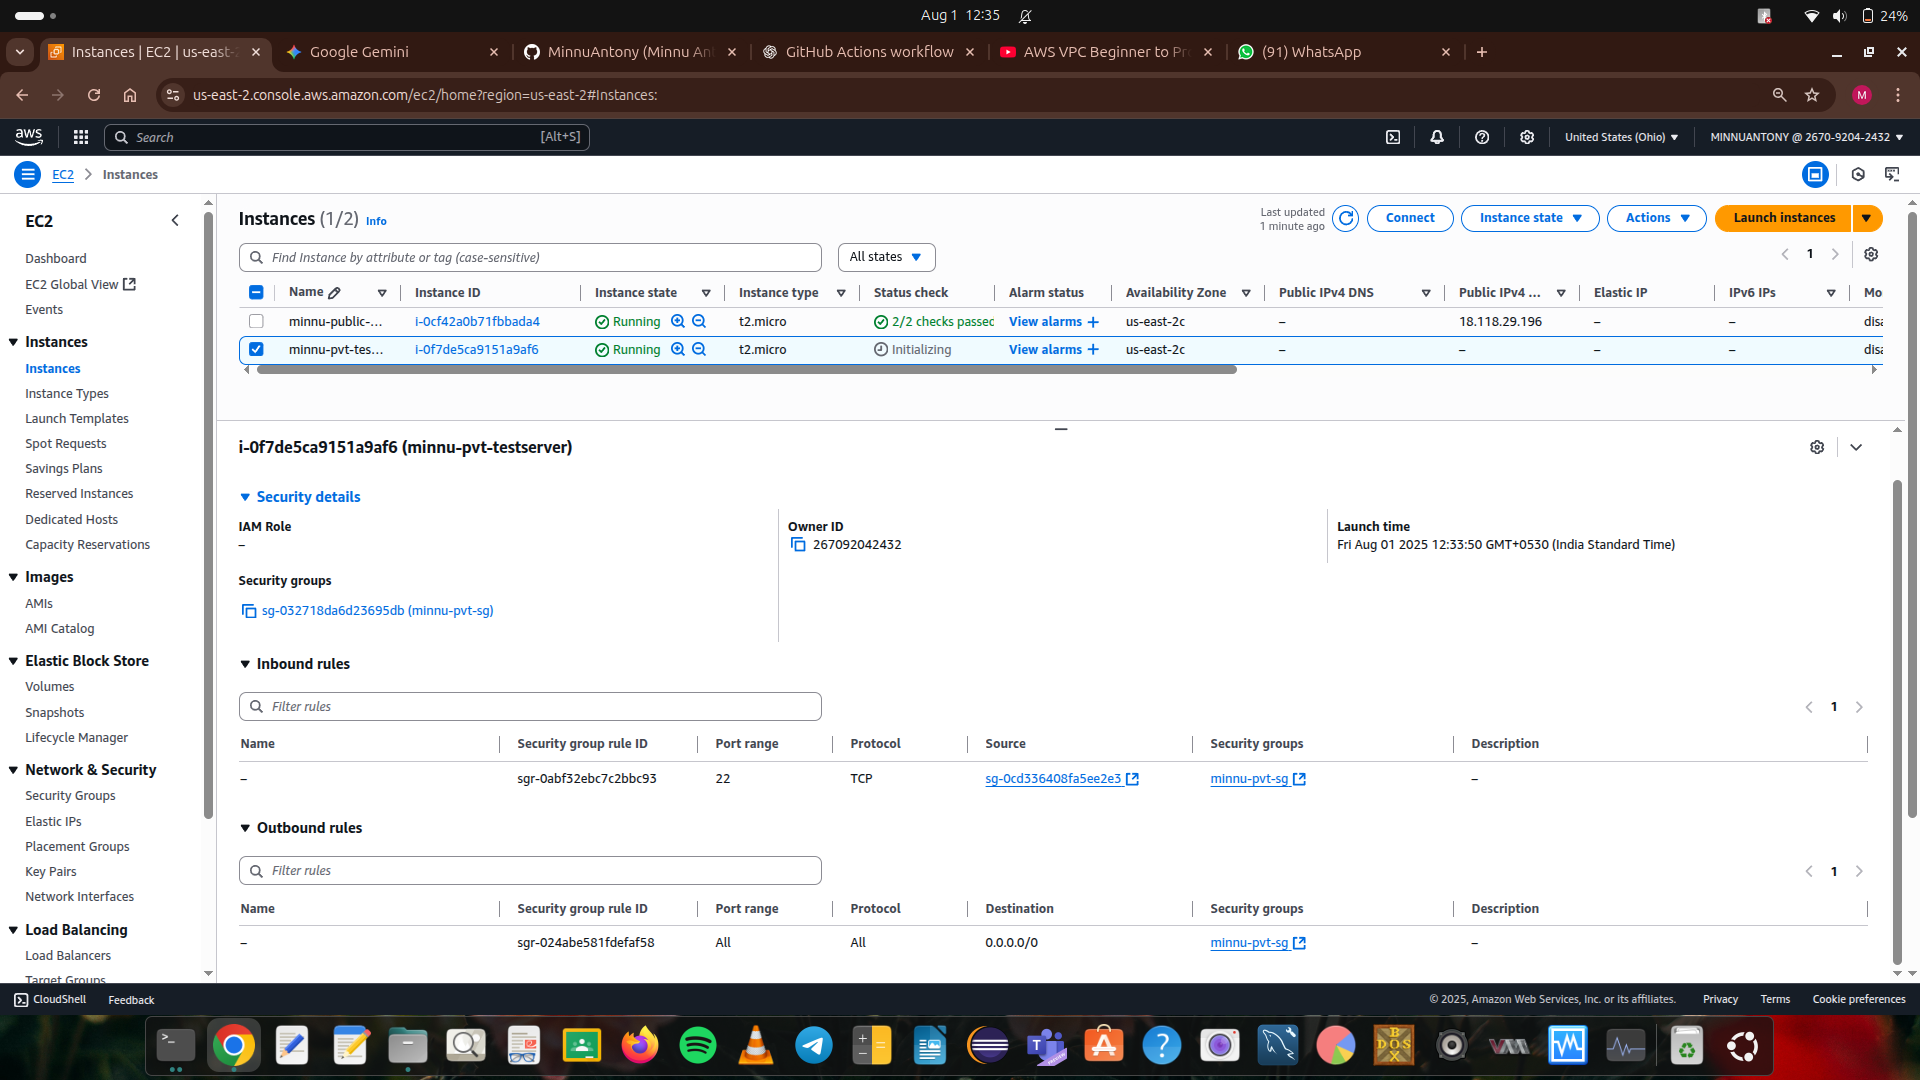 Aug 1 12:35
24%
Instances | EC2 | us-east-2
Google Gemini
MinnuAntony (Minnu An
GitHub Actions workflow
AWS VPC Beginner to Pr
(91) WhatsApp
us-east-2.console.aws.amazon.com/ec2/home?region=us-east-2#Instances:
M
aws
Search
[Alt+S]
United States (Ohio)
MINNUANTONY @ 2670-9204-2432
EC2
Instances
EC2
Dashboard
EC2 Global View
Events
Instances
Instances
Instance Types
Launch Templates
Spot Requests
Savings Plans
Reserved Instances
Dedicated Hosts
Capacity Reservations
Images
AMIs
AMI Catalog
Elastic Block Store
Volumes
Snapshots
Lifecycle Manager
Network & Security
Security Groups
Elastic IPs
Placement Groups
Key Pairs
Network Interfaces
Load Balancing
Load Balancers
Target Groups
Instances (1/2) Info
Last updated
1 minute ago
Connect
Instance state
Actions
Launch instances
Find Instance by attribute or tag (case-sensitive)
All states
1
Name Instance ID Instance state Instance type Status check Alarm status Availability Zone Public IPv4 DNS Public IPv4 ... Elastic IP IPv6 IPs Mo
minnu-public-... i-0cf42a0b71fbbada4 Running t2.micro 2/2 checks passed View alarms + us-east-2c – 18.118.29.196 – – disa
minnu-pvt-tes... i-0f7de5ca9151a9af6 Running t2.micro Initializing View alarms + us-east-2c – – – – disa
i-0f7de5ca9151a9af6 (minnu-pvt-testserver)
Security details
IAM Role
–
Owner ID
267092042432
Launch time
Fri Aug 01 2025 12:33:50 GMT+0530 (India Standard Time)
Security groups
sg-032718da6d23695db (minnu-pvt-sg)
Inbound rules
Filter rules
1
Name Security group rule ID Port range Protocol Source Security groups Description
– sgr-0abf32ebc7c2bbc93 22 TCP sg-0cd336408fa5ee2e3 minnu-pvt-sg –
Outbound rules
Filter rules
1
Name Security group rule ID Port range Protocol Destination Security groups Description
– sgr-024abe581fdefaf58 All All 0.0.0.0/0 minnu-pvt-sg –
CloudShell
Feedback
© 2025, Amazon Web Services, Inc. or its affiliates.
Privacy
Terms
Cookie preferences